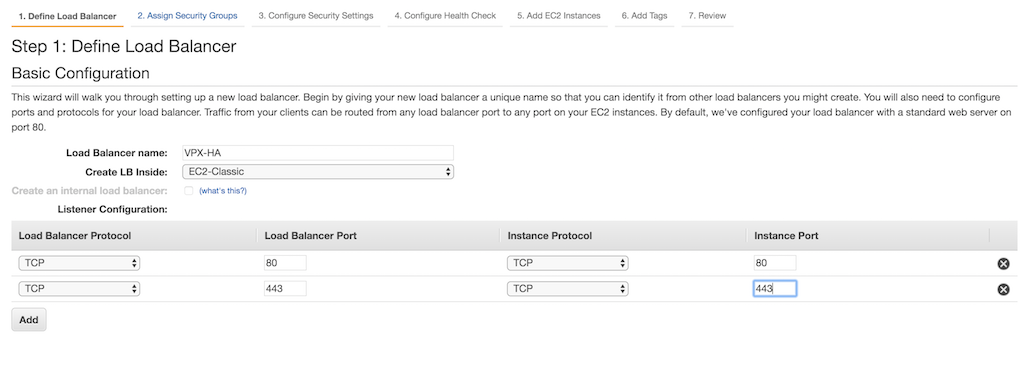 1. Define Load Balancer 2. Assign Security Groups 3. Configure Security Settings 4. Configure Health Check 5. Add EC2 Instances 6. Add Tags 7. Review
Step 1: Define Load Balancer
Basic Configuration
This wizard will walk you through setting up a new load balancer. Begin by giving your new load balancer a unique name so that you can identify it from other load balancers you might create. You will also need to configure
ports and protocols for your load balancer. Traffic from your clients can be routed from any load balancer port to any port on your EC2 instances. By default, we've configured your load balancer with a standard web server on
port 80.
Load Balancer name: VPX-HA
Create LB Inside: EC2-Classic
Create an internal load balancer: (what's this?)
Listener Configuration:
Load Balancer Protocol Load Balancer Port Instance Protocol Instance Port
TCP 80 TCP 80
TCP 443 TCP 443
Add